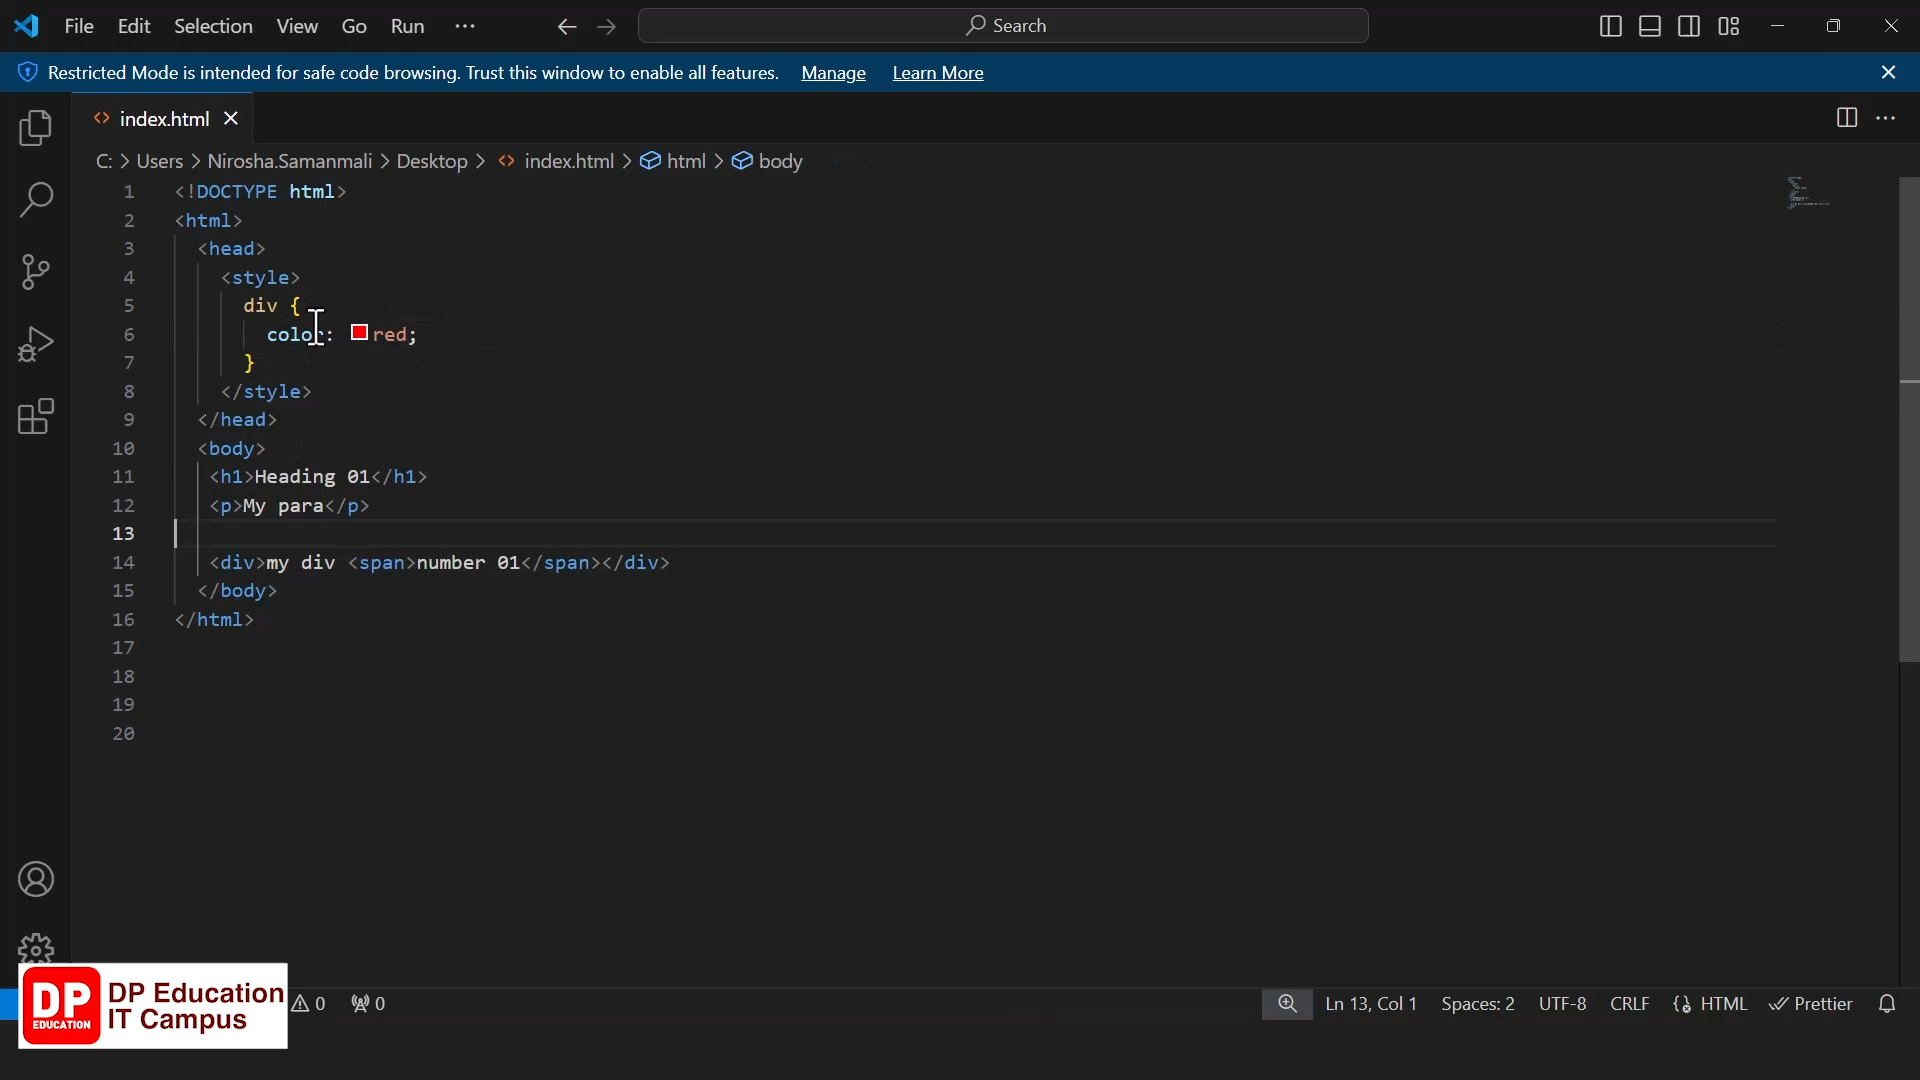 File Edit Selection View Go Run ··· Search
Restricted Mode is intended for safe code browsing. Trust this window to enable all features. Manage Learn More
index.html
C: > Users > Nirosha.Samanmali > Desktop > index.html > html > body
1 <!DOCTYPE html>
2 <html>
3 <head>
4 <style>
5 div {
6 color: red;
7 }
8 </style>
9 </head>
10 <body>
11 <h1>Heading 01</h1>
12 <p>My para</p>
13
14 <div>my div <span>number 01</span></div>
15 </body>
16 </html>
17
18
19
20
DP EDUCATION
DP Education
IT Campus
0 0 Ln 13, Col 1 Spaces: 2 UTF-8 CRLF HTML Prettier